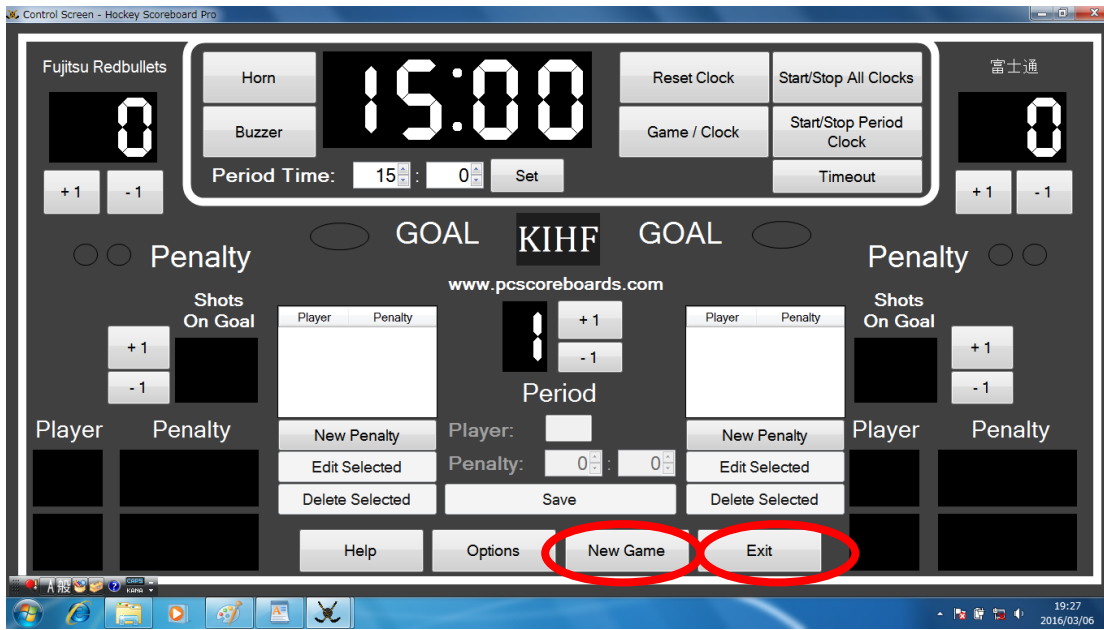 Control Screen - Hockey Scoreboard Pro
Fujitsu Redbullets
0
+ 1
- 1
Horn
Buzzer
15:00
Reset Clock
Start/Stop All Clocks
Game / Clock
Start/Stop Period
Clock
Period Time:
15
:
0
Set
Timeout
富士通
0
+ 1
- 1
Penalty
GOAL
KIHF
GOAL
Penalty
www.pcscoreboards.com
Shots
On Goal
+ 1
- 1
Player
Penalty
1
+ 1
- 1
Period
Player
Penalty
Shots
On Goal
+ 1
- 1
Player
Penalty
New Penalty
Edit Selected
Delete Selected
Player:
Penalty:
0
:
0
Save
New Penalty
Edit Selected
Delete Selected
Player
Penalty
Help
Options
New Game
Exit
A 般
CAPS
KANA
19:27
2016/03/06